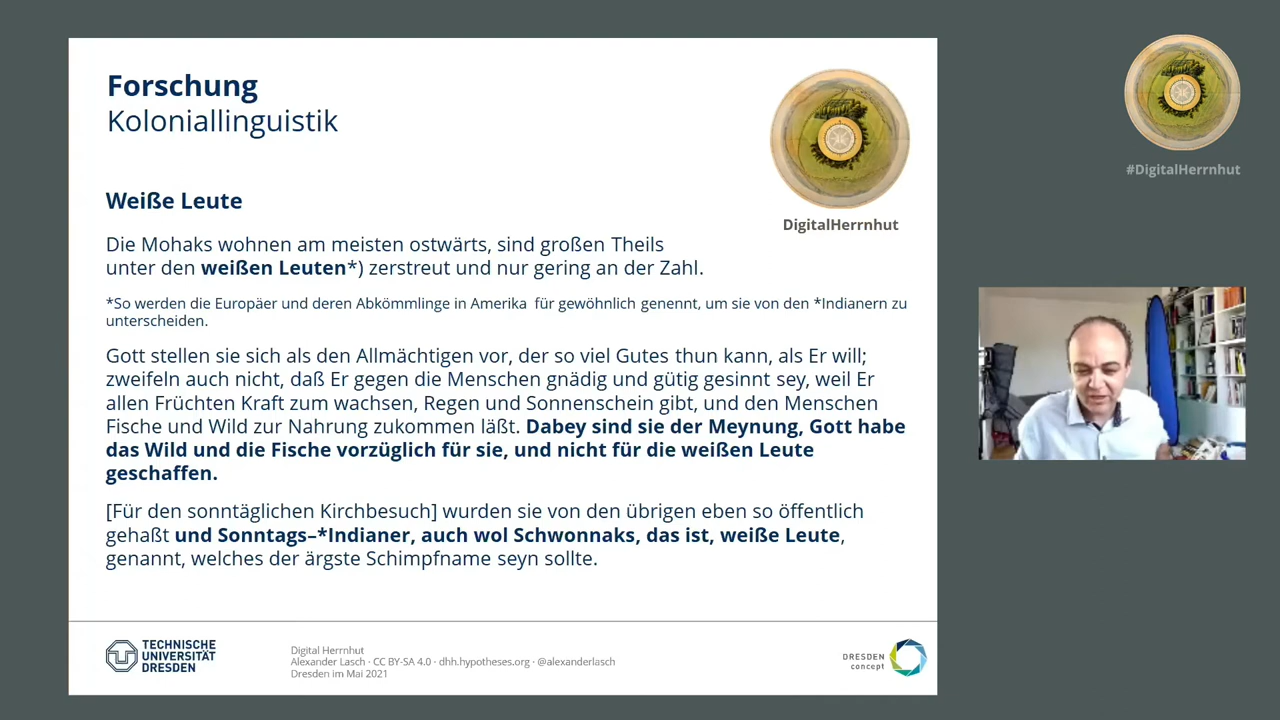 Forschung
Koloniallinguistik
Weiße Leute
Die Mohaks wohnen am meisten ostwärts, sind großen Theils
unter den weißen Leuten*) zerstreut und nur gering an der Zahl.
*So werden die Europäer und deren Abkömmlinge in Amerika für gewöhnlich genennt, um sie von den *Indianern zu
unterscheiden.
Gott stellen sie sich als den Allmächtigen vor, der so viel Gutes thun kann, als Er will;
zweifeln auch nicht, daß Er gegen die Menschen gnädig und gütig gesinnt sey, weil Er
allen Früchten Kraft zum wachsen, Regen und Sonnenschein gibt, und den Menschen
Fische und Wild zur Nahrung zukommen läßt. Dabey sind sie der Meynung, Gott habe
das Wild und die Fische vorzüglich für sie, und nicht für die weißen Leute
geschaffen.
[Für den sonntäglichen Kirchbesuch] wurden sie von den übrigen eben so öffentlich
gehaßt und Sonntags–*Indianer, auch wol Schwonnaks, das ist, weiße Leute,
genannt, welches der ärgste Schimpfname seyn sollte.
DigitalHerrnhut
#DigitalHerrnhut
TECHNISCHE
UNIVERSITÄT
DRESDEN
Digital Herrnhut
Alexander Lasch · CC BY-SA 4.0 · dhh.hypotheses.org · @alexanderlasch
Dresden im Mai 2021
DRESDEN
concept